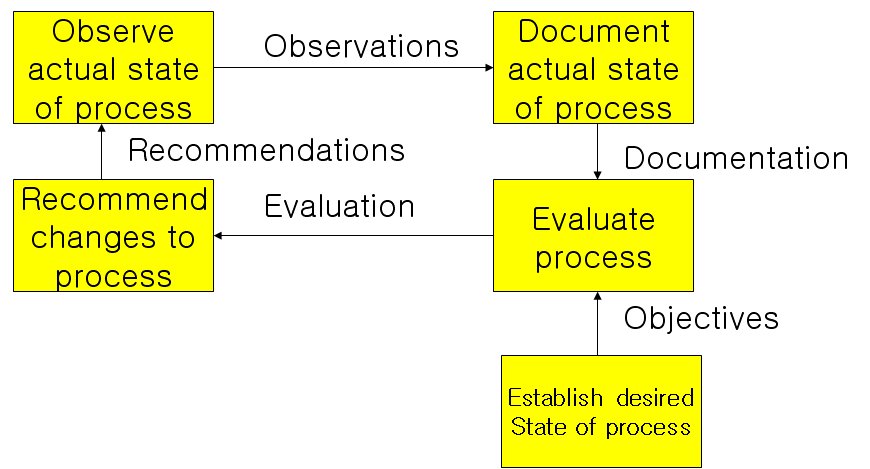 Observe
actual state
of process
Observations
Document
actual state
of process
Recommendations
Documentation
Recommend
changes to
process
Evaluation
Evaluate
process
Objectives
Establish desired
State of process